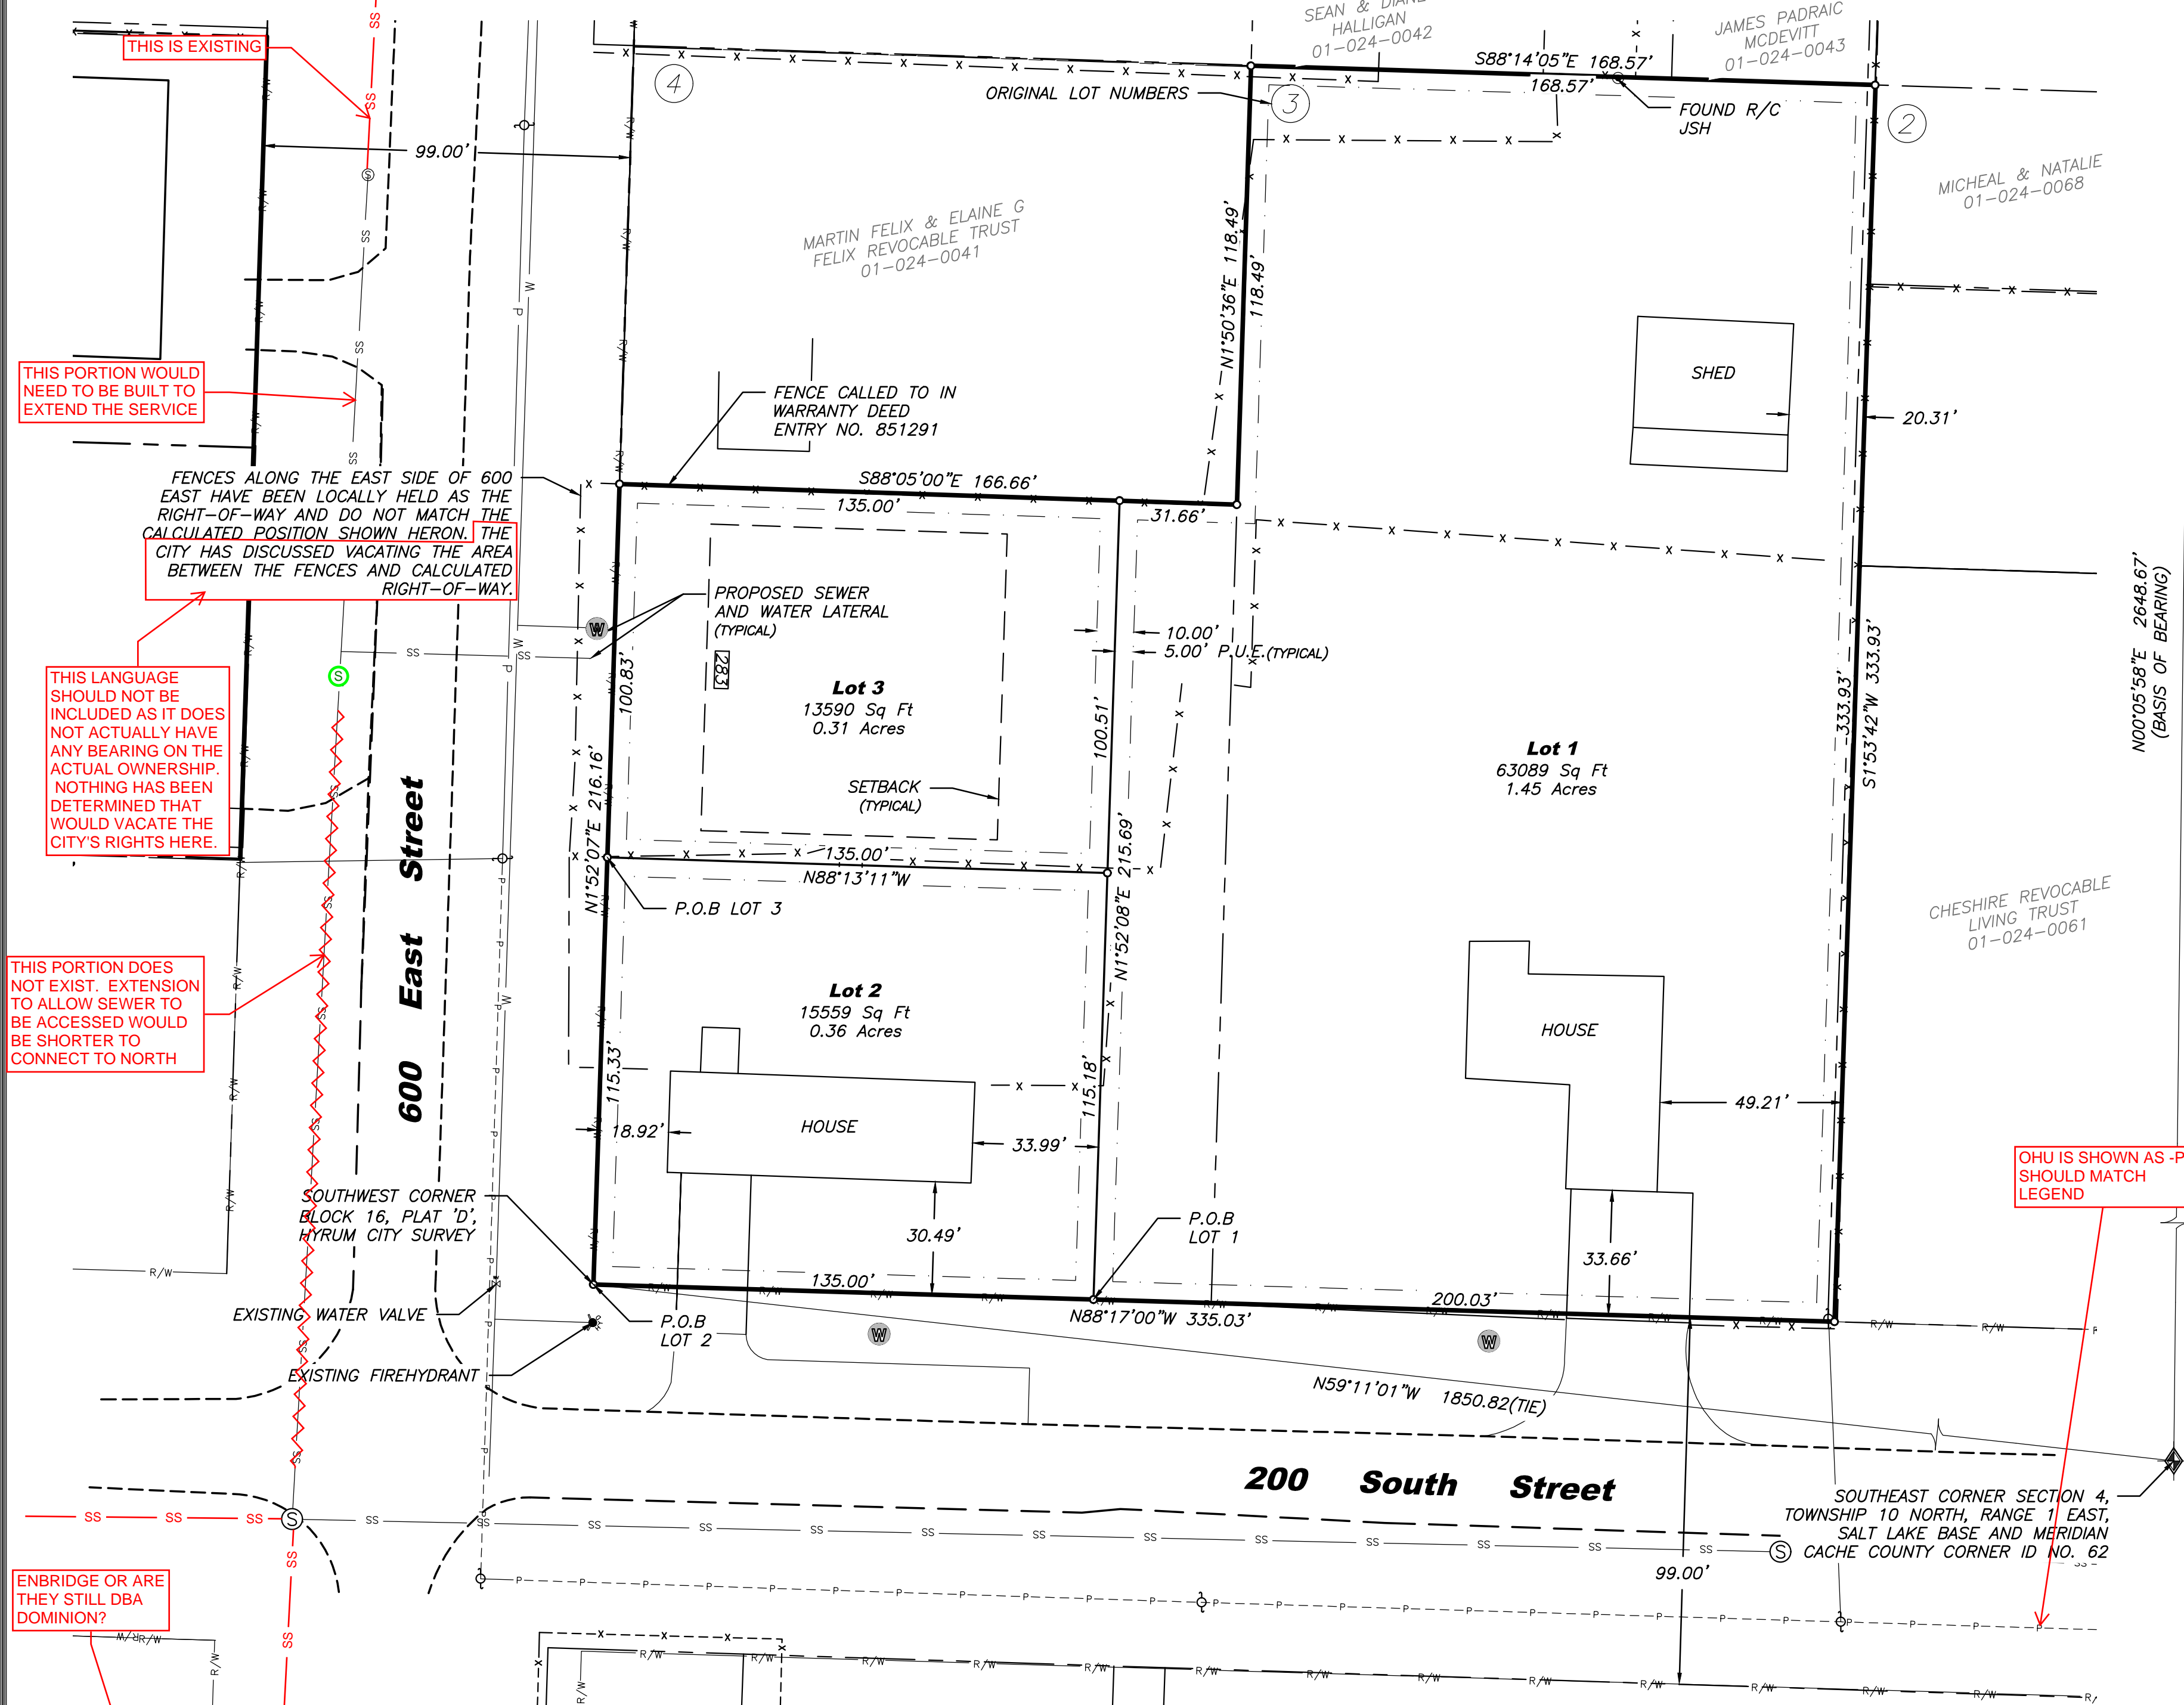 SEAN & DIANE
HALLIGAN
01-024-0042
JAMES PADRAIC
MCDEVITT
01-024-0043
THIS IS EXISTING
S88°14'05"E 168.57'
168.57'
ORIGINAL LOT NUMBERS
4
3
2
FOUND R/C
JSH
99.00'
MICHEAL & NATALIE
01-024-0068
MARTIN FELIX & ELAINE G
FELIX REVOCABLE TRUST
01-024-0041
N1°50'36"E 118.49'
118.49'
SHED
20.31'
THIS PORTION WOULD
NEED TO BE BUILT TO
EXTEND THE SERVICE
FENCE CALLED TO IN
WARRANTY DEED
ENTRY NO. 851291
FENCES ALONG THE EAST SIDE OF 600
EAST HAVE BEEN LOCALLY HELD AS THE
RIGHT-OF-WAY AND DO NOT MATCH THE
CALCULATED POSITION SHOWN HERON. THE
CITY HAS DISCUSSED VACATING THE AREA
BETWEEN THE FENCES AND CALCULATED
RIGHT-OF-WAY.
S88°05'00"E 166.66'
135.00'
31.66'
PROPOSED SEWER
AND WATER LATERAL
(TYPICAL)
10.00'
5.00' P.U.E.(TYPICAL)
283
Lot 3
13590 Sq Ft
0.31 Acres
100.83'
100.51'
N1°52'07"E 216.16'
N1°52'08"E 215.69'
SETBACK
(TYPICAL)
Lot 1
63089 Sq Ft
1.45 Acres
333.93'
S1°53'42"W 333.93'
N00°05'58"E 2648.67'
(BASIS OF BEARING)
THIS LANGUAGE
SHOULD NOT BE
INCLUDED AS IT DOES
NOT ACTUALLY HAVE
ANY BEARING ON THE
ACTUAL OWNERSHIP.
NOTHING HAS BEEN
DETERMINED THAT
WOULD VACATE THE
CITY'S RIGHTS HERE.
600 East Street
135.00'
N88°13'11"W
P.O.B LOT 3
CHESHIRE REVOCABLE
LIVING TRUST
01-024-0061
THIS PORTION DOES
NOT EXIST. EXTENSION
TO ALLOW SEWER TO
BE ACCESSED WOULD
BE SHORTER TO
CONNECT TO NORTH
Lot 2
15559 Sq Ft
0.36 Acres
115.33'
115.18'
HOUSE
18.92'
33.99'
30.49'
HOUSE
49.21'
33.66'
OHU IS SHOWN AS -P
SHOULD MATCH
LEGEND
SOUTHWEST CORNER
BLOCK 16, PLAT 'D',
HYRUM CITY SURVEY
P.O.B
LOT 1
135.00'
200.03'
N88°17'00"W 335.03'
EXISTING WATER VALVE
P.O.B
LOT 2
EXISTING FIREHYDRANT
N59°11'01"W 1850.82(TIE)
200 South Street
SOUTHEAST CORNER SECTION 4,
TOWNSHIP 10 NORTH, RANGE 1 EAST,
SALT LAKE BASE AND MERIDIAN
CACHE COUNTY CORNER ID NO. 62
99.00'
ENBRIDGE OR ARE
THEY STILL DBA
DOMINION?